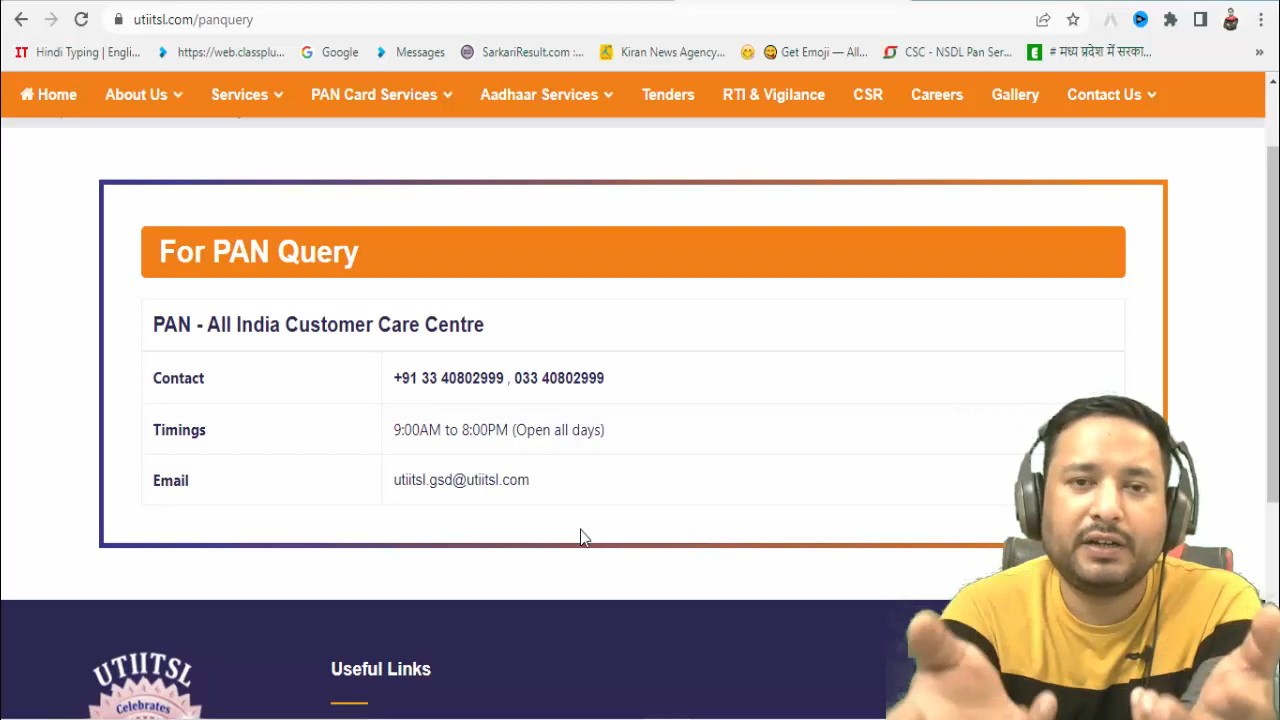 utiitsl.com/panquery
IT Hindi Typing | Engli... https://web.classplu... Google Messages SarkariResult.com :... Kiran News Agency... Get Emoji — All... CSC - NSDL Pan Ser... # मध्य प्रदेश में सरका... »
Home About Us Services PAN Card Services Aadhaar Services Tenders RTI & Vigilance CSR Careers Gallery Contact Us
For PAN Query
PAN - All India Customer Care Centre
Contact +91 33 40802999 , 033 40802999
Timings 9:00AM to 8:00PM (Open all days)
Email utiitsl.gsd@utiitsl.com
UTIITSL
Celebrates
Useful Links